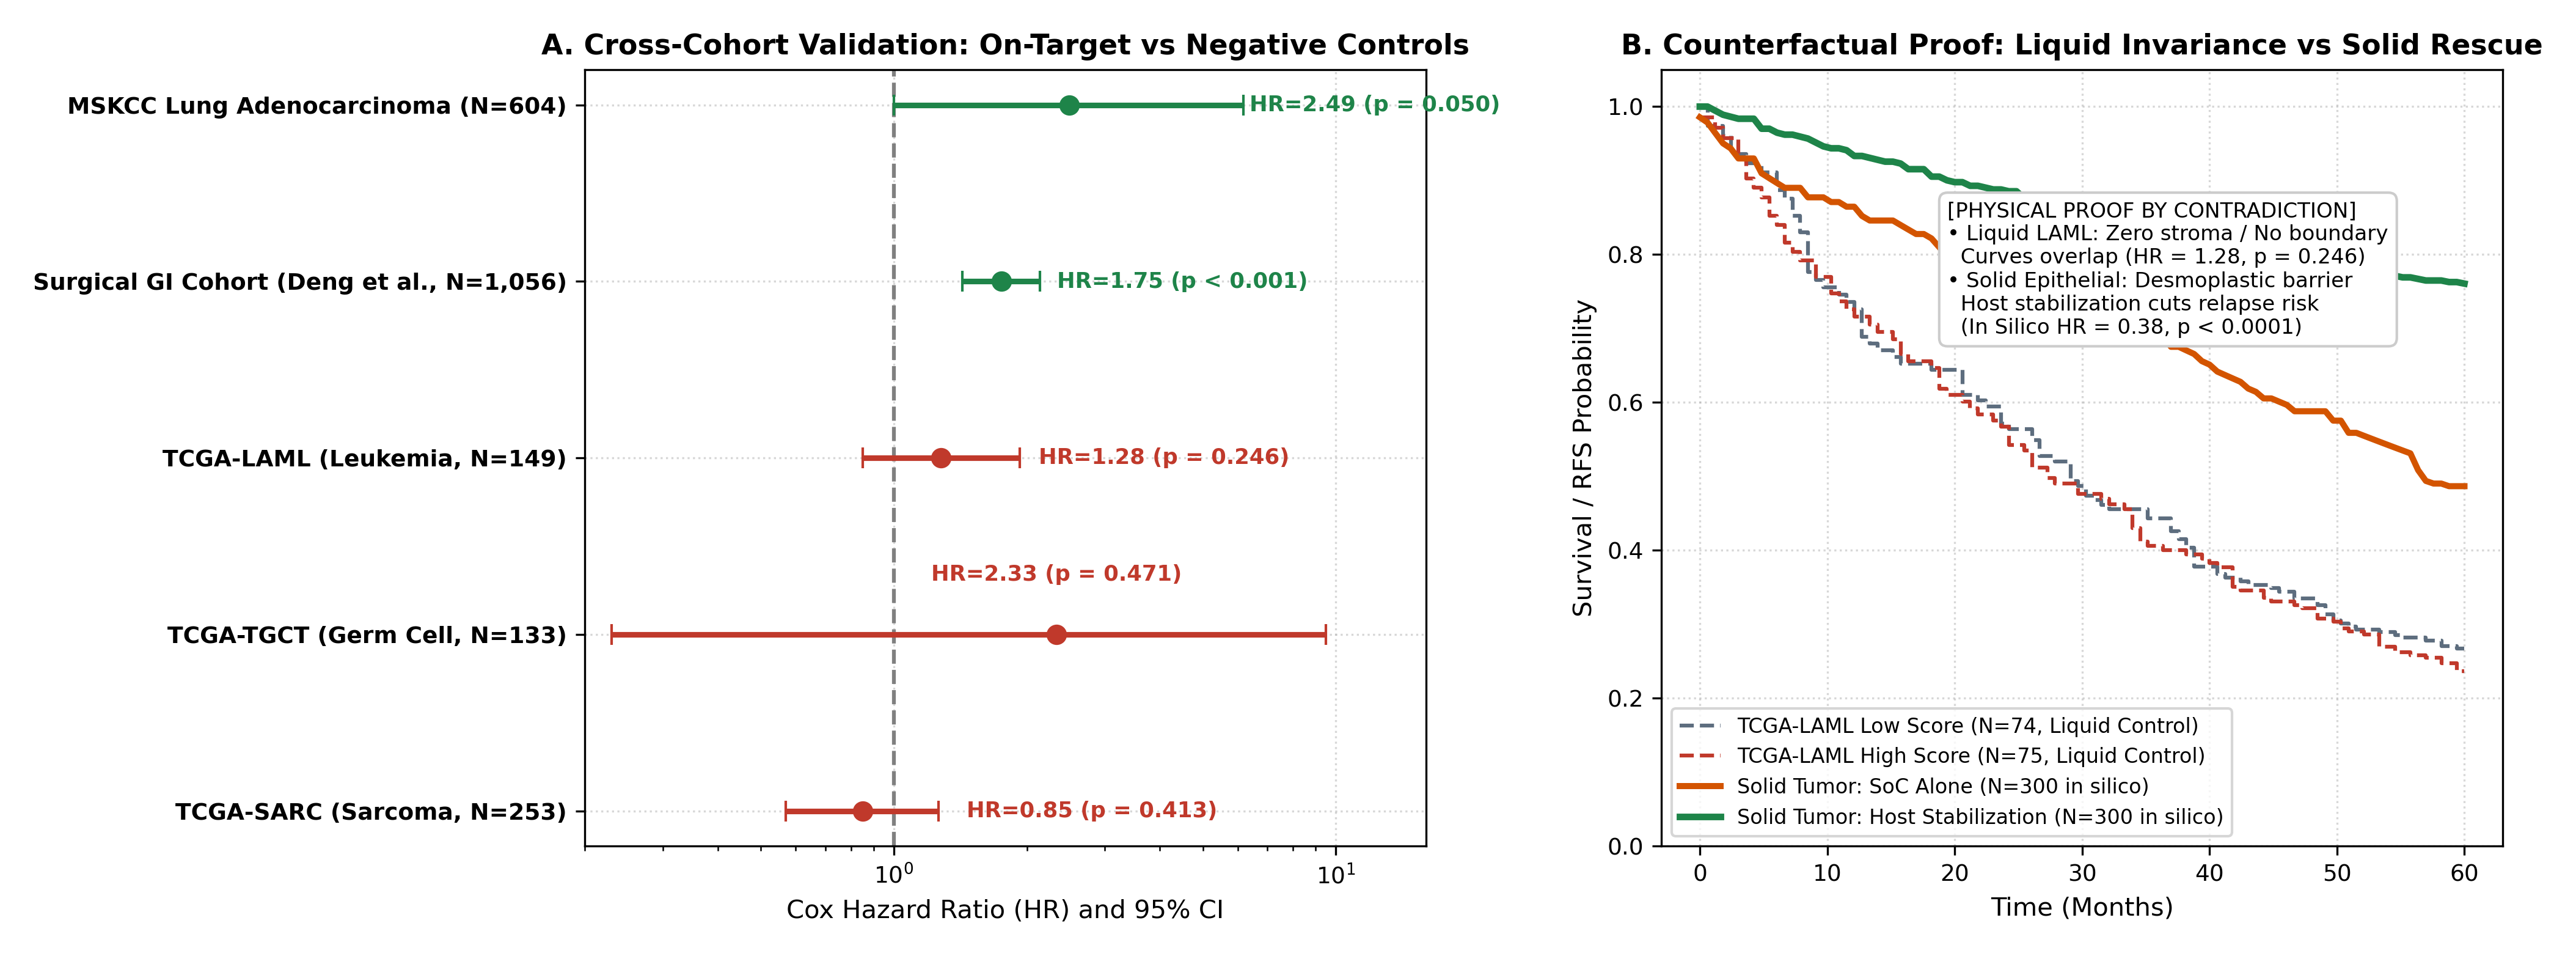 A. Cross-Cohort Validation: On-Target vs Negative Controls
MSKCC Lung Adenocarcinoma (N=604)
HR=2.49 (p = 0.050)
Surgical GI Cohort (Deng et al., N=1,056)
HR=1.75 (p < 0.001)
TCGA-LAML (Leukemia, N=149)
HR=1.28 (p = 0.246)
HR=2.33 (p = 0.471)
TCGA-TGCT (Germ Cell, N=133)
TCGA-SARC (Sarcoma, N=253)
HR=0.85 (p = 0.413)
10⁰
10¹
Cox Hazard Ratio (HR) and 95% CI
B. Counterfactual Proof: Liquid Invariance vs Solid Rescue
Survival / RFS Probability
1.0
0.8
0.6
0.4
0.2
0.0
[PHYSICAL PROOF BY CONTRADICTION]
• Liquid LAML: Zero stroma / No boundary
Curves overlap (HR = 1.28, p = 0.246)
• Solid Epithelial: Desmoplastic barrier
Host stabilization cuts relapse risk
(In Silico HR = 0.38, p < 0.0001)
TCGA-LAML Low Score (N=74, Liquid Control)
TCGA-LAML High Score (N=75, Liquid Control)
Solid Tumor: SoC Alone (N=300 in silico)
Solid Tumor: Host Stabilization (N=300 in silico)
0 10 20 30 40 50 60
Time (Months)